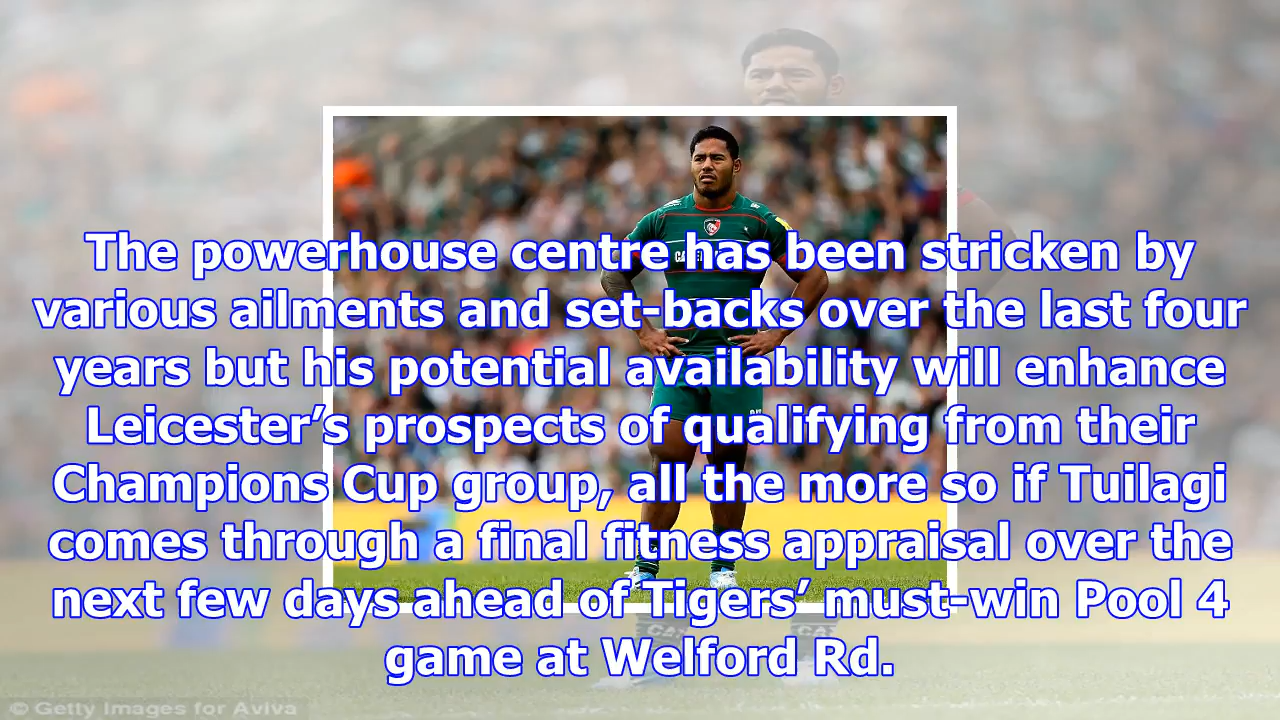 The powerhouse centre has been stricken by
various ailments and set-backs over the last four
years but his potential availability will enhance
Leicester’s prospects of qualifying from their
Champions Cup group, all the more so if Tuilagi
comes through a final fitness appraisal over the
next few days ahead of Tigers’ must-win Pool 4
game at Welford Rd.
© Getty Images for Aviva